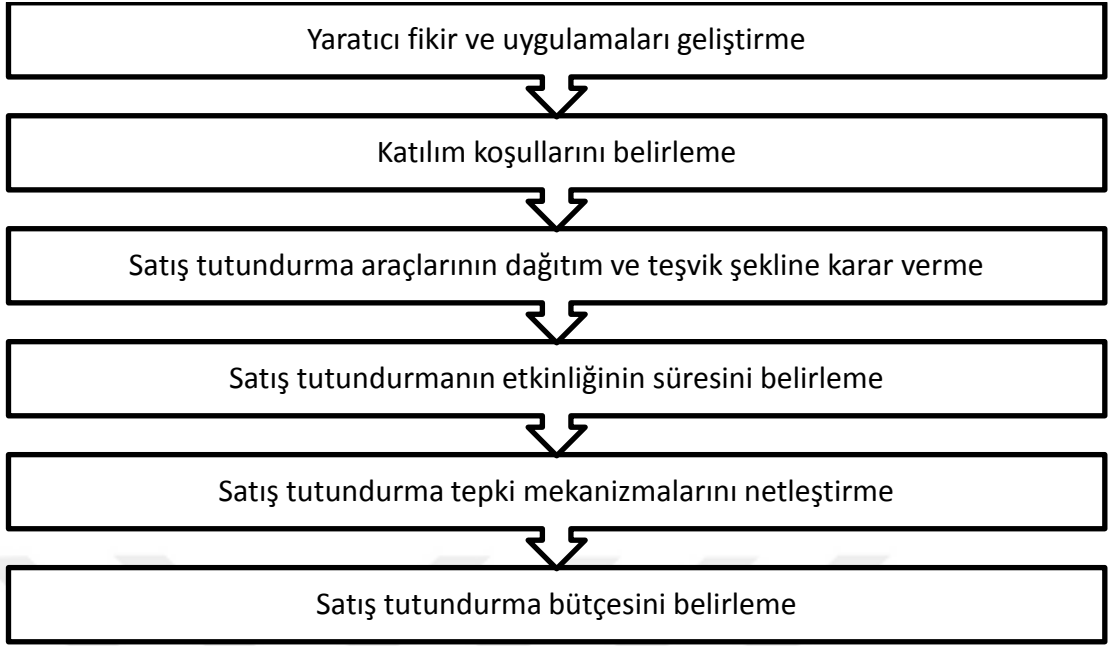 Yaratıcı fikir ve uygulamaları geliştirme
Katılım koşullarını belirleme
Satış tutundurma araçlarının dağıtım ve teşvik şekline karar verme
Satış tutundurmanın etkinliğinin süresini belirleme
Satış tutundurma tepki mekanizmalarını netleştirme
Satış tutundurma bütçesini belirleme